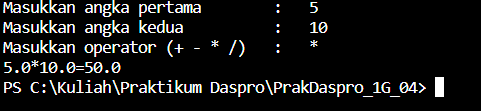 Masukkan angka pertama : 5
Masukkan angka kedua : 10
Masukkan operator (+ - * /) : *
5.0*10.0=50.0
PS C:\Kuliah\Praktikum Daspro\PrakDaspro_1G_04>